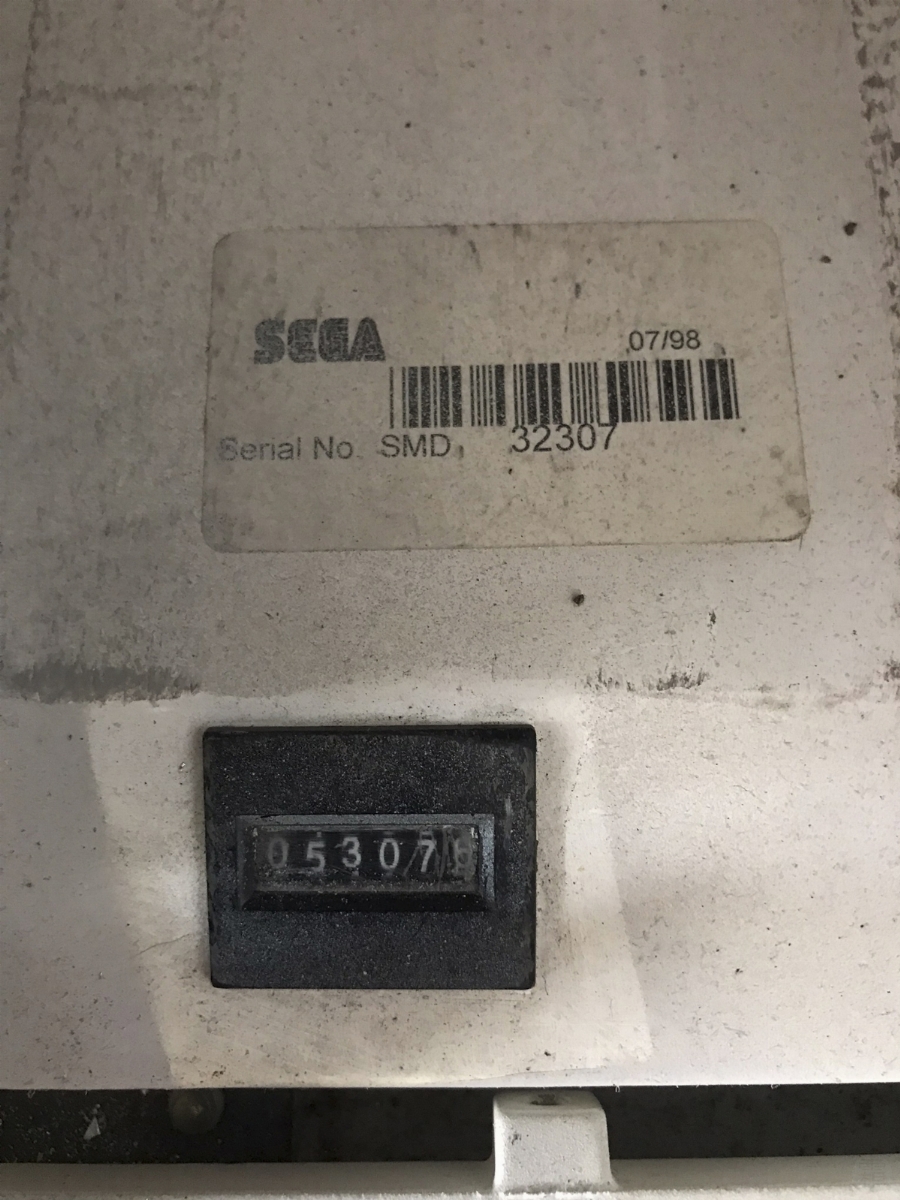 SEGA
07/98
Serial No. SMD 32307
05307